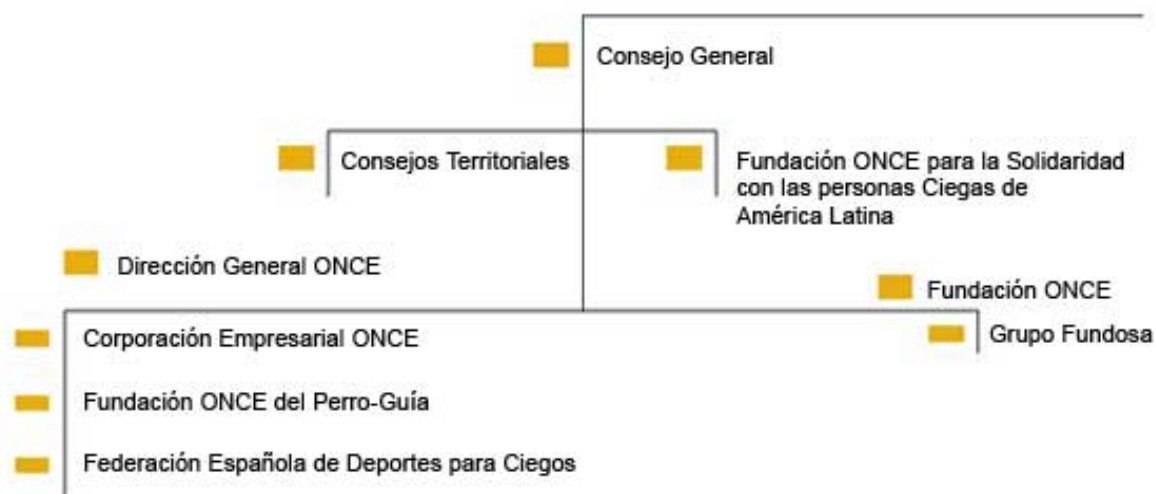 Consejo General
Consejos Territoriales
Fundación ONCE para la Solidaridad
con las personas Ciegas de
América Latina
Dirección General ONCE
Fundación ONCE
Corporación Empresarial ONCE
Grupo Fundosa
Fundación ONCE del Perro-Guía
Federación Española de Deportes para Ciegos